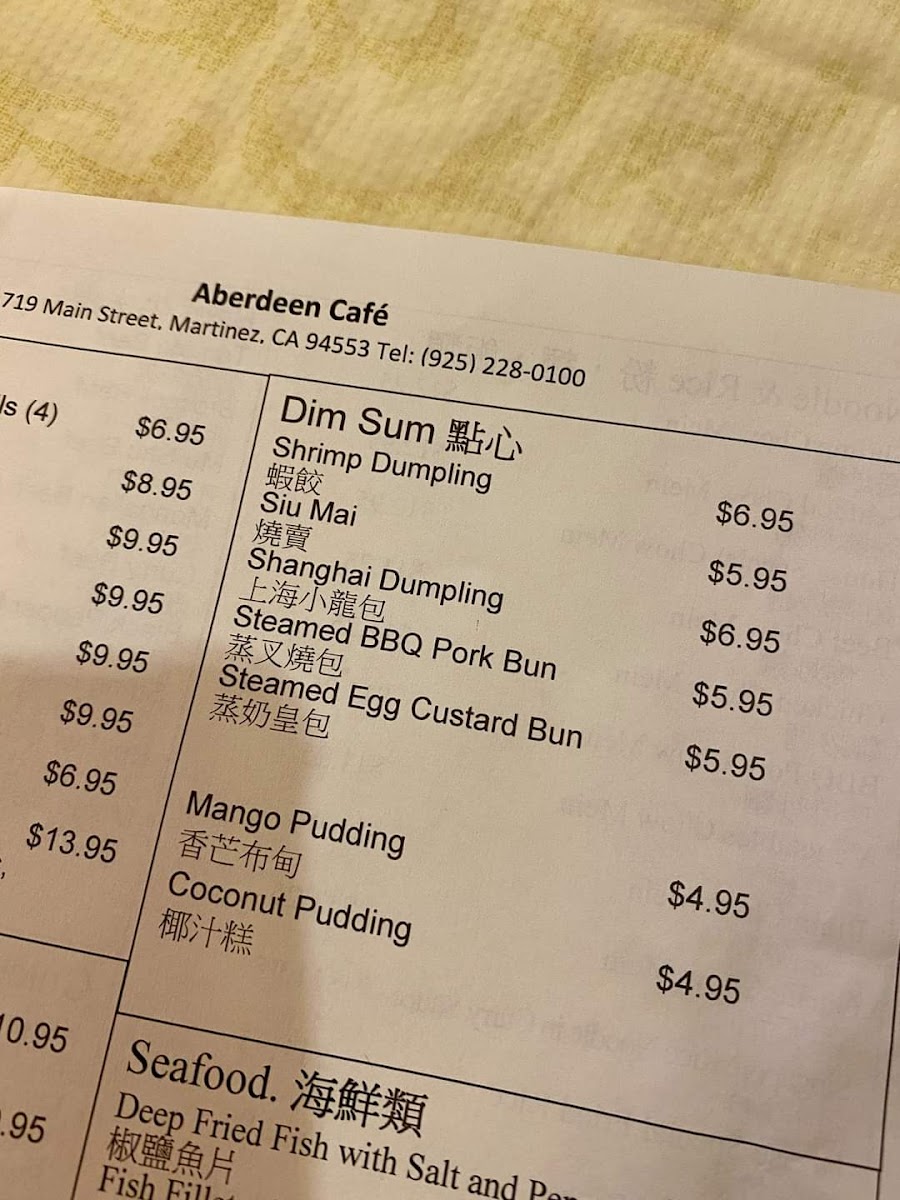 Aberdeen Café
719 Main Street, Martinez, CA 94553 Tel: (925) 228-0100
(4) $6.95
$8.95
$9.95
$9.95
$9.95
$9.95
$6.95
$13.95
10.95
.95
Dim Sum 點心
Shrimp Dumpling
蝦餃 $6.95
Siu Mai
燒賣 $5.95
Shanghai Dumpling
上海小龍包 $6.95
Steamed BBQ Pork Bun
蒸叉燒包 $5.95
Steamed Egg Custard Bun
蒸奶皇包 $5.95
Mango Pudding
香芒布甸 $4.95
Coconut Pudding
椰汁糕 $4.95
Seafood. 海鮮類
Deep Fried Fish with Salt and
椒鹽魚片
Fish